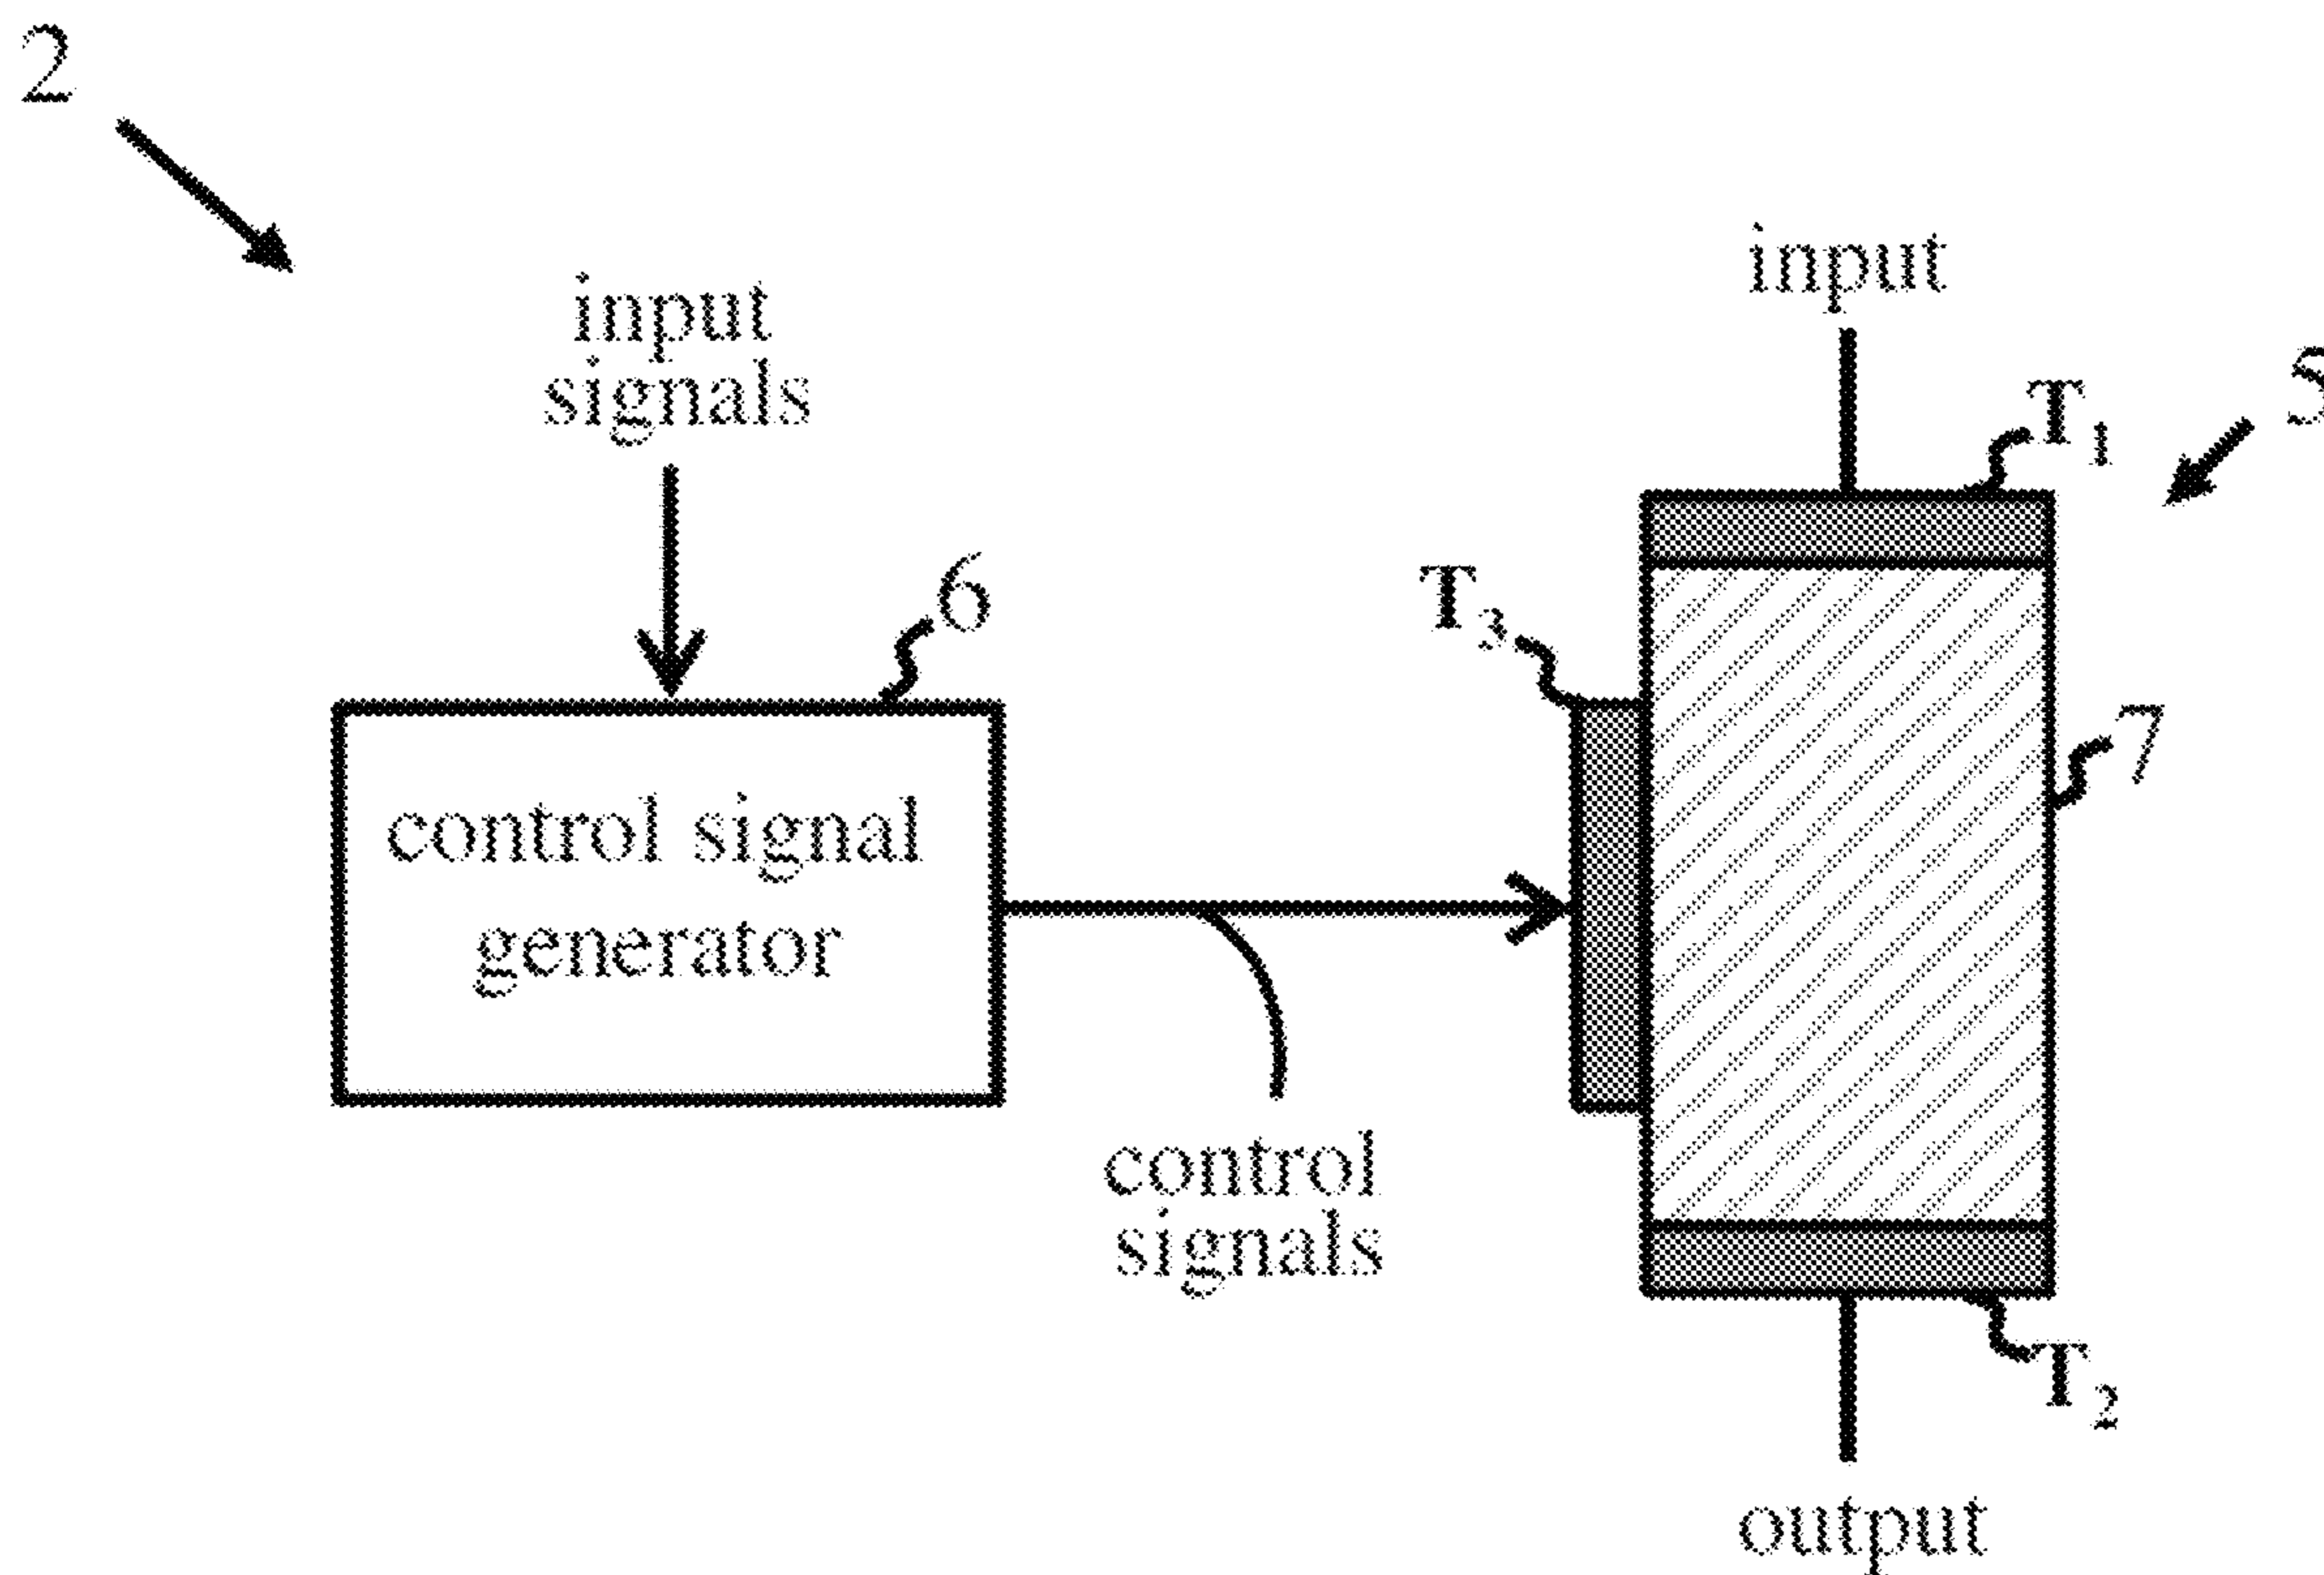 2
input
signals
input
T1
5
6
T3
7
control signal
generator
control
signals
T2
output